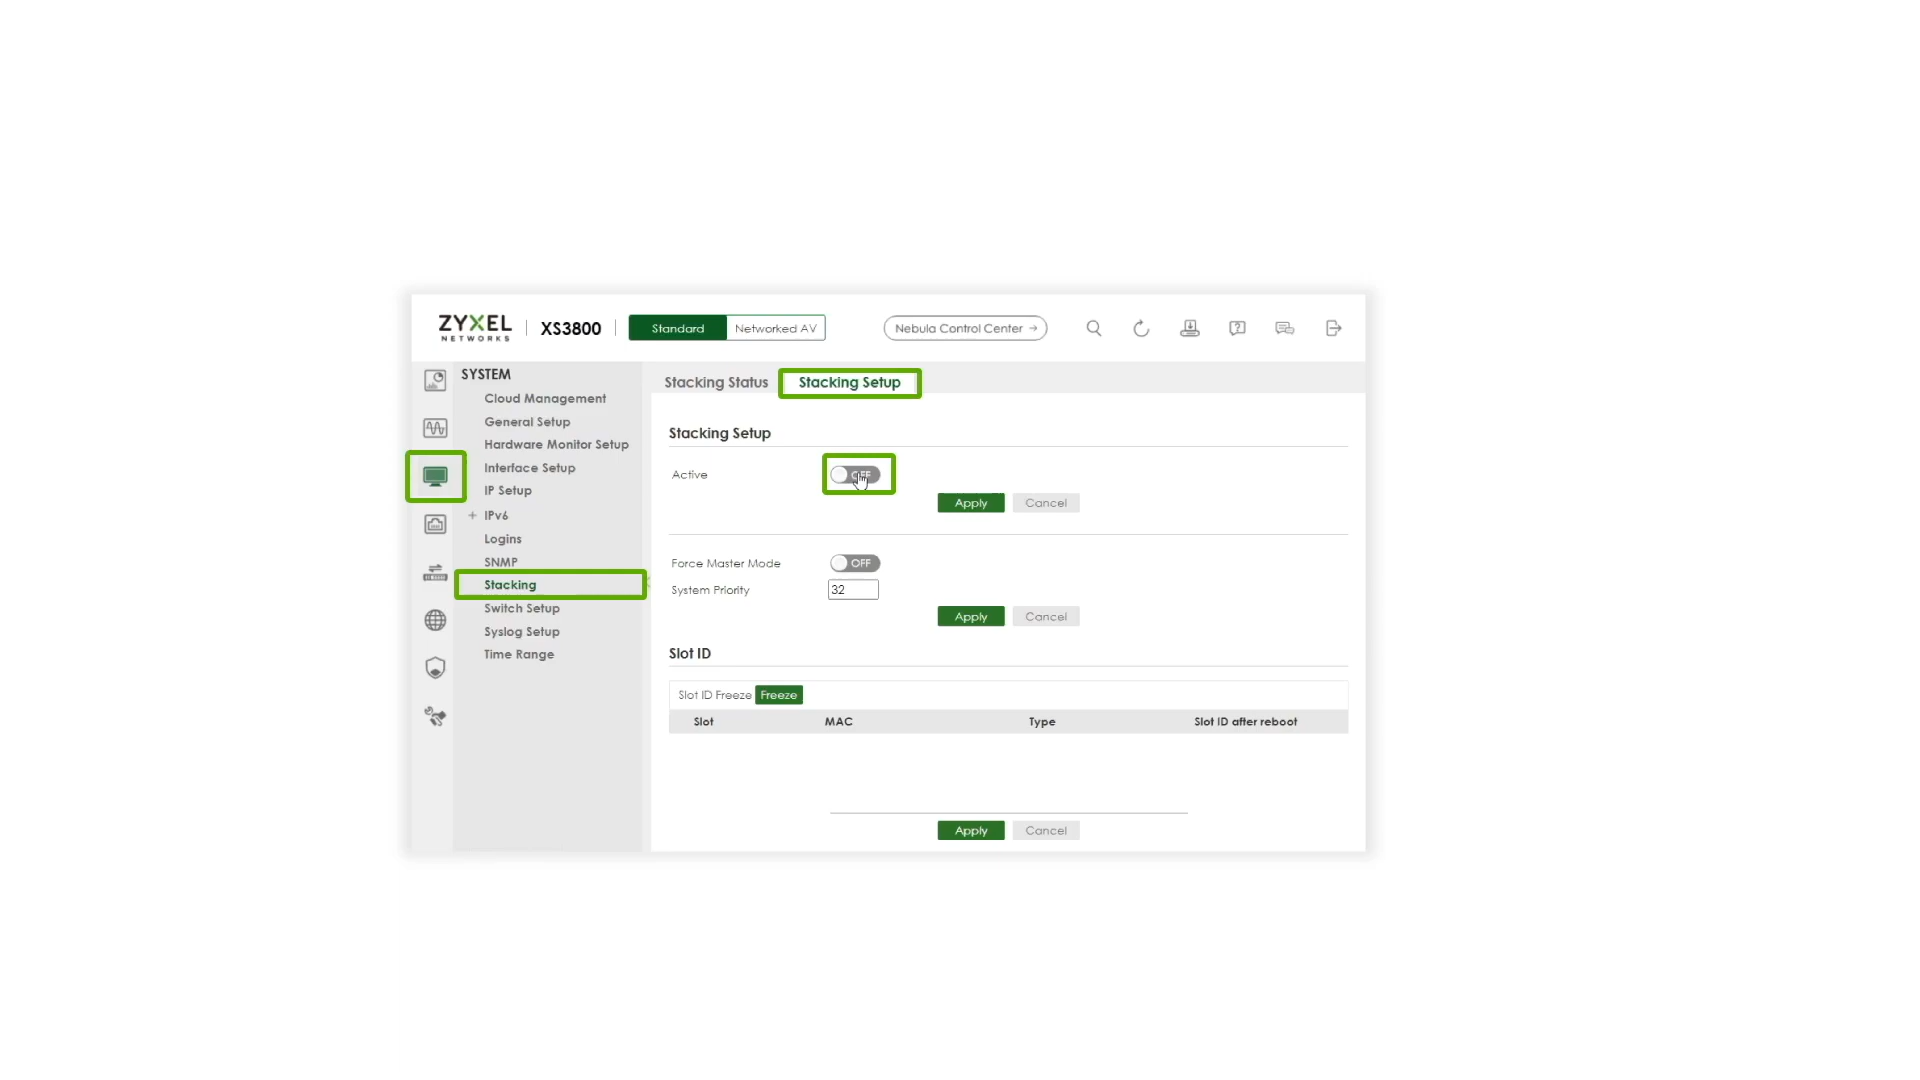 ZYXEL
NETWORKS
XS3800
Standard
Networked AV
Nebula Control Center →
SYSTEM
Cloud Management
General Setup
Hardware Monitor Setup
Interface Setup
IP Setup
+ IPv6
Logins
SNMP
Stacking
Switch Setup
Syslog Setup
Time Range
Stacking Status
Stacking Setup
Stacking Setup
Active
OFF
Apply
Cancel
Force Master Mode
OFF
System Priority
32
Apply
Cancel
Slot ID
Slot ID Freeze
Freeze
Slot
MAC
Type
Slot ID after reboot
Apply
Cancel